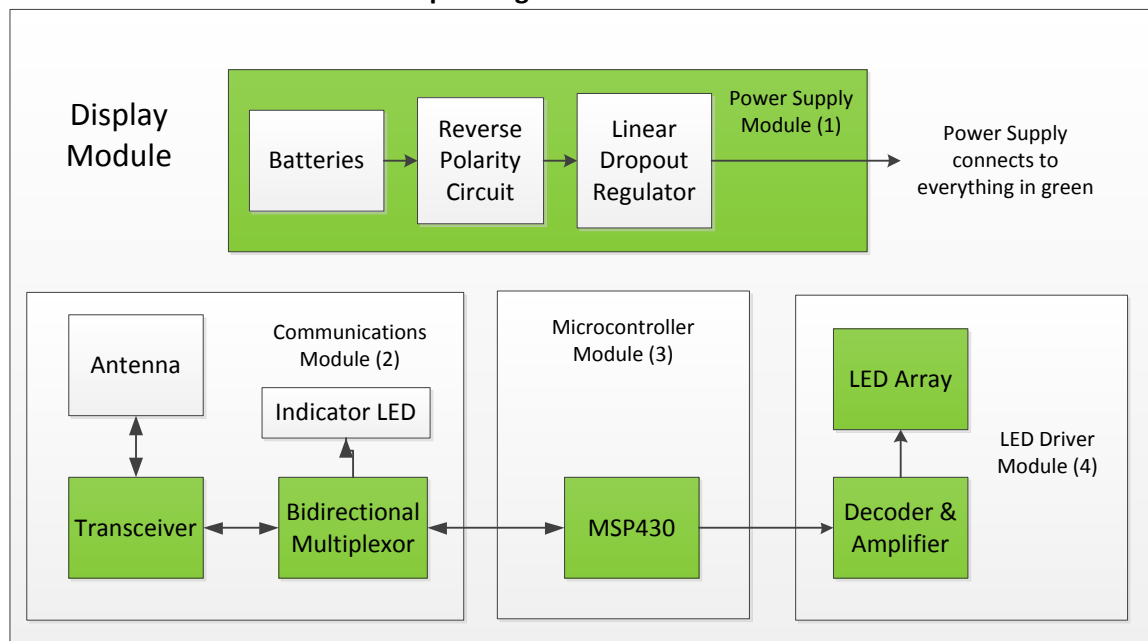 Display
Module
Batteries
Reverse
Polarity
Circuit
Linear
Dropout
Regulator
Power Supply
Module (1)
Power Supply
connects to
everything in green
Antenna
Communications
Module (2)
Indicator LED
Transceiver
Bidirectional
Multiplexor
Microcontroller
Module (3)
MSP430
LED Array
LED Driver
Module (4)
Decoder &
Amplifier